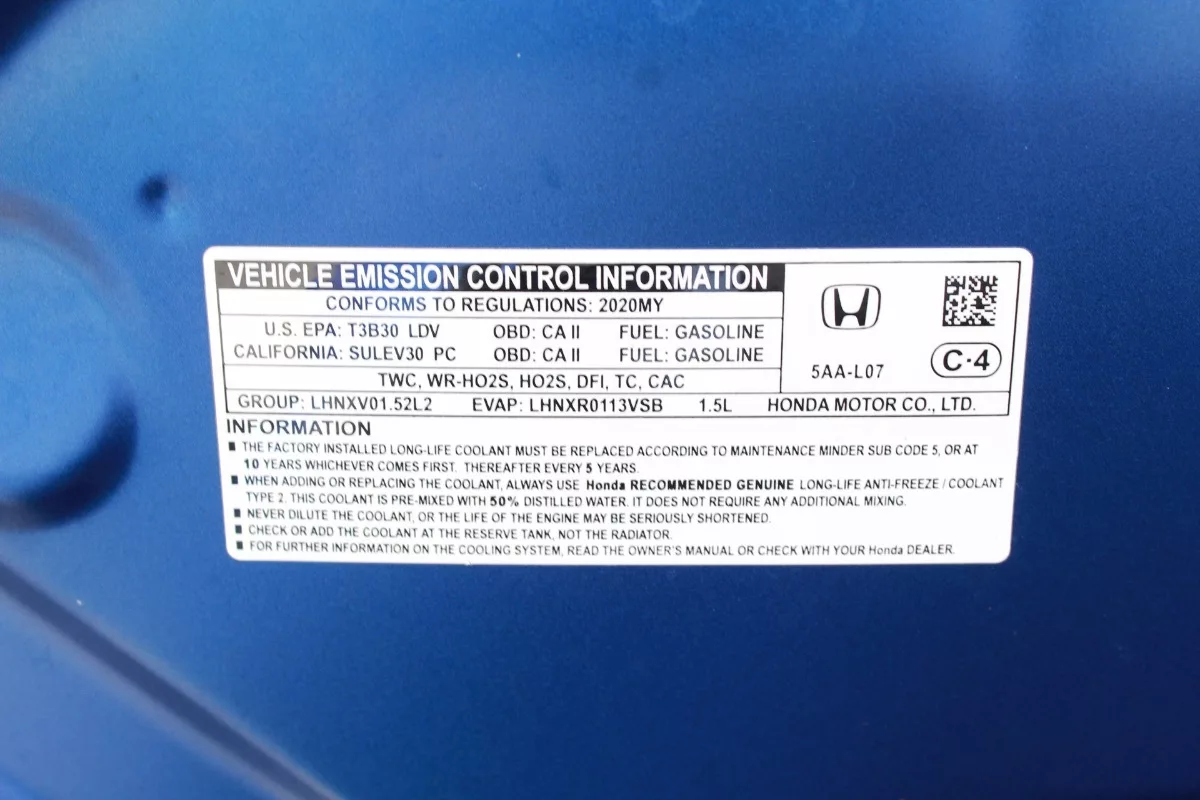 VEHICLE EMISSION CONTROL INFORMATION
CONFORMS TO REGULATIONS: 2020MY
U.S. EPA: T3B30 LDV OBD: CA II FUEL: GASOLINE
CALIFORNIA: SULEV30 PC OBD: CA II FUEL: GASOLINE
TWC, WR-HO2S, HO2S, DFI, TC, CAC
5AA-L07
C·4
GROUP: LHNXV01.52L2 EVAP: LHNXR0113VSB 1.5L HONDA MOTOR CO., LTD.
INFORMATION
■ THE FACTORY INSTALLED LONG-LIFE COOLANT MUST BE REPLACED ACCORDING TO MAINTENANCE MINDER SUB CODE 5, OR AT
10 YEARS WHICHEVER COMES FIRST. THEREAFTER EVERY 5 YEARS.
■ WHEN ADDING OR REPLACING THE COOLANT, ALWAYS USE Honda RECOMMENDED GENUINE LONG-LIFE ANTI-FREEZE / COOLANT
TYPE 2. THIS COOLANT IS PRE-MIXED WITH 50% DISTILLED WATER. IT DOES NOT REQUIRE ANY ADDITIONAL MIXING.
■ NEVER DILUTE THE COOLANT, OR THE LIFE OF THE ENGINE MAY BE SERIOUSLY SHORTENED.
■ CHECK OR ADD THE COOLANT AT THE RESERVE TANK, NOT THE RADIATOR.
■ FOR FURTHER INFORMATION ON THE COOLING SYSTEM, READ THE OWNER'S MANUAL OR CHECK WITH YOUR Honda DEALER.